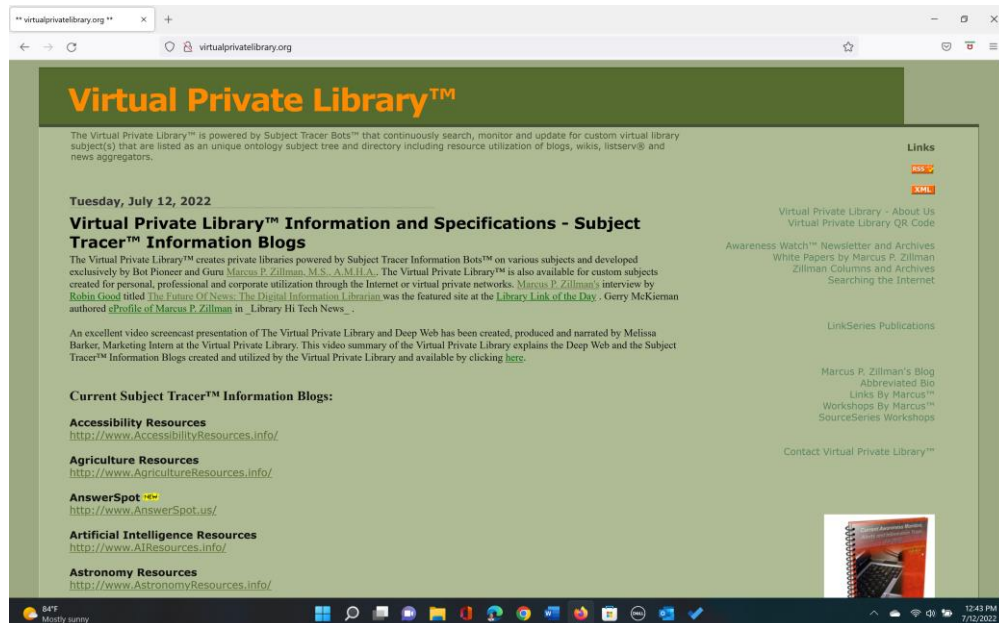 ** virtualprivatelibrary.org **
virtualprivatelibrary.org
Virtual Private Library™
The Virtual Private Library™ is powered by Subject Tracer Bots™ that continuously search, monitor and update for custom virtual library
subject(s) that are listed as an unique ontology subject tree and directory including resource utilization of blogs, wikis, listserv® and
news aggregators.
Links
RSS
XML
Virtual Private Library - About Us
Virtual Private Library QR Code
Awareness Watch™ Newsletter and Archives
White Papers by Marcus P. Zillman
Zillman Columns and Archives
Searching the Internet
LinkSeries Publications
Marcus P. Zillman's Blog
Abbreviated Bio
Links By Marcus™
Workshops By Marcus™
SourceSeries Workshops
Contact Virtual Private Library™
Tuesday, July 12, 2022
Virtual Private Library™ Information and Specifications - Subject
Tracer™ Information Blogs
The Virtual Private Library™ creates private libraries powered by Subject Tracer Information Bots™ on various subjects and developed
exclusively by Bot Pioneer and Guru Marcus P. Zillman, M.S., A.M.H.A.. The Virtual Private Library™ is also available for custom subjects
created for personal, professional and corporate utilization through the Internet or virtual private networks. Marcus P. Zillman's interview by
Robin Good titled The Future Of News: The Digital Information Librarian was the featured site at the Library Link of the Day . Gerry McKiernan
authored eProfile of Marcus P. Zillman in _Library Hi Tech News_ .
An excellent video screencast presentation of The Virtual Private Library and Deep Web has been created, produced and narrated by Melissa
Barker, Marketing Intern at the Virtual Private Library. This video summary of the Virtual Private Library explains the Deep Web and the Subject
Tracer™ Information Blogs created and utilized by the Virtual Private Library and available by clicking here.
Current Subject Tracer™ Information Blogs:
Accessibility Resources
http://www.AccessibilityResources.info/
Agriculture Resources
http://www.AgricultureResources.info/
AnswerSpot NEW
http://www.AnswerSpot.us/
Artificial Intelligence Resources
http://www.AIResources.info/
Astronomy Resources
http://www.AstronomyResources.info/
84°F
Mostly sunny
12:43 PM
7/12/2022